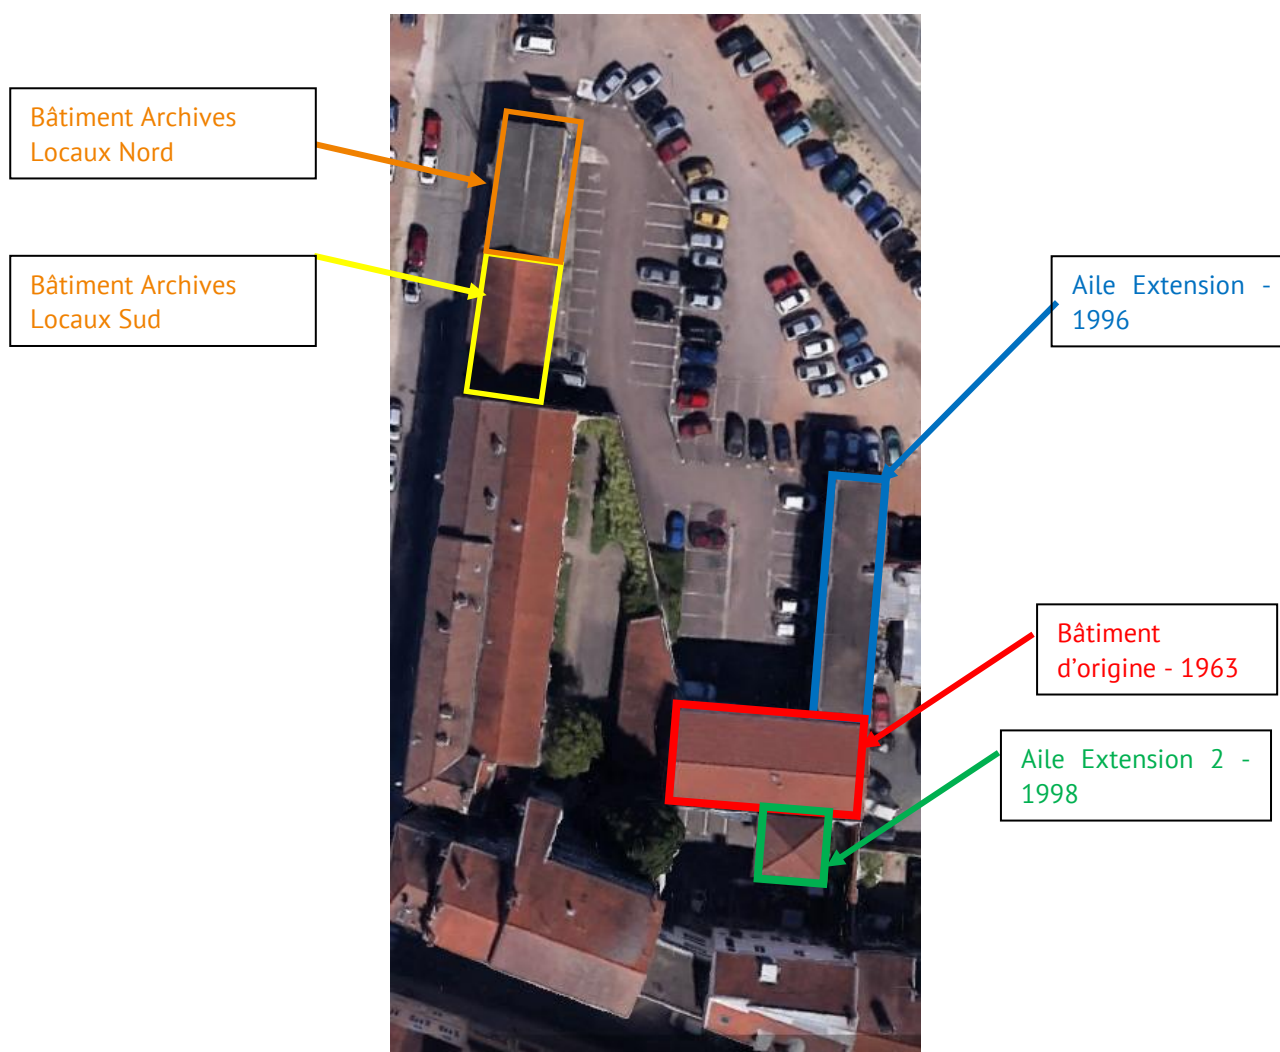 Bâtiment Archives
Locaux Nord
Bâtiment Archives
Locaux Sud
Aile Extension -
1996
Bâtiment
d’origine - 1963
Aile Extension 2 -
1998